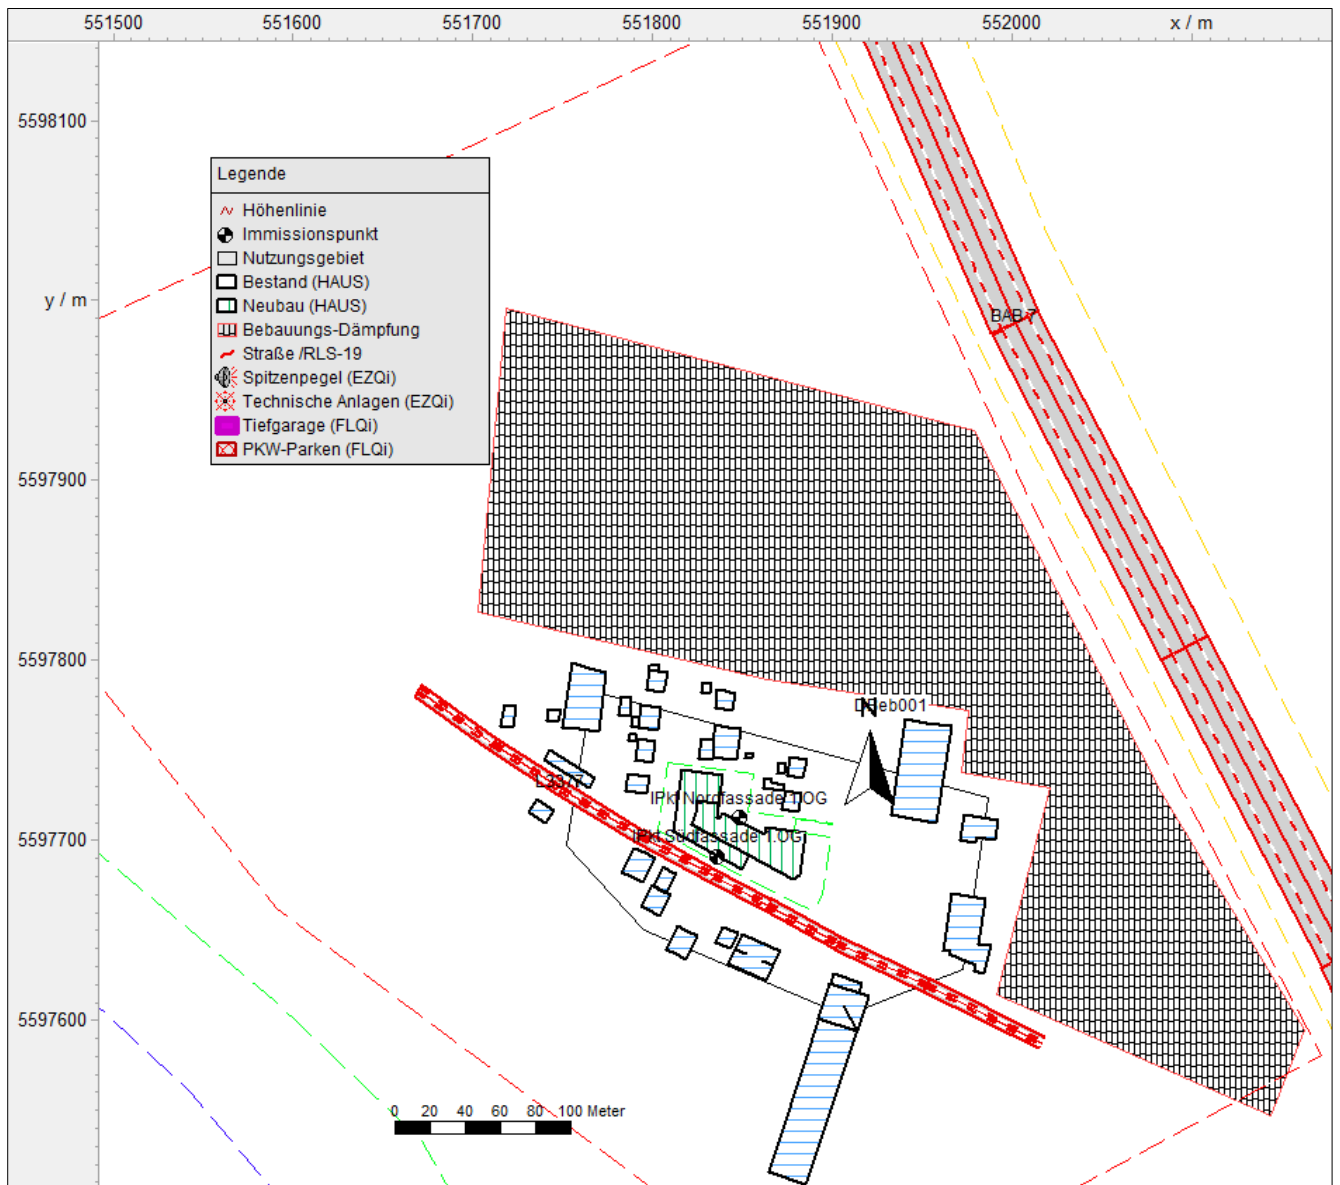 551500 551600 551700 551800 551900 552000 x / m
5598100
y / m
5597900
5597800
5597700
5597600
Legende
Höhenlinie
Immissionspunkt
Nutzungsgebiet
Bestand (HAUS)
Neubau (HAUS)
Bebauungs-Dämpfung
Straße /RLS-19
Spitzenpegel (EZQi)
Technische Anlagen (EZQi)
Tiefgarage (FLQi)
PKW-Parken (FLQi)
BAB 7
N
IPkt Nordfassade 1.OG
IPkt Südfassade 1.OG
0 20 40 60 80 100 Meter